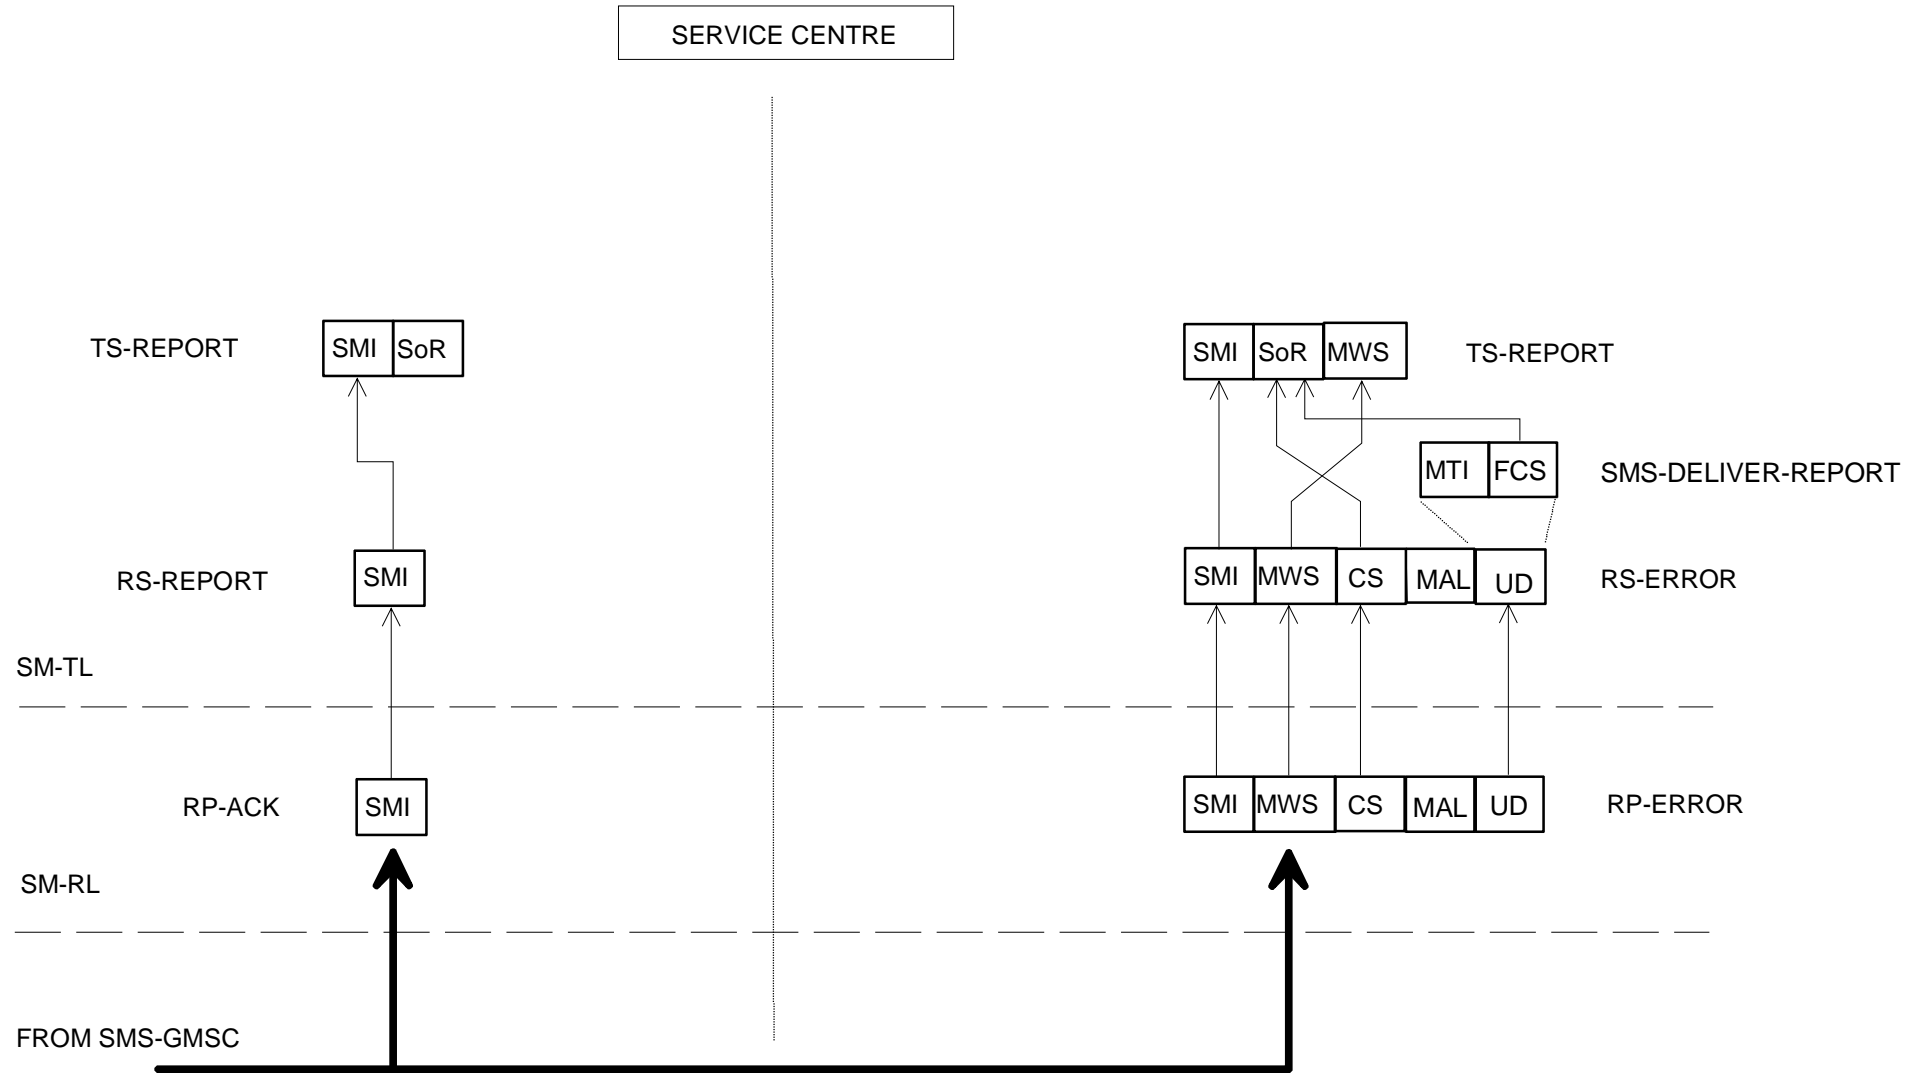 SERVICE CENTRE
TS-REPORT SMI SoR SMI SoR MWS TS-REPORT
MTI FCS SMS-DELIVER-REPORT
RS-REPORT SMI SMI MWS CS MAL UD RS-ERROR
SM-TL
RP-ACK SMI SMI MWS CS MAL UD RP-ERROR
SM-RL
FROM SMS-GMSC